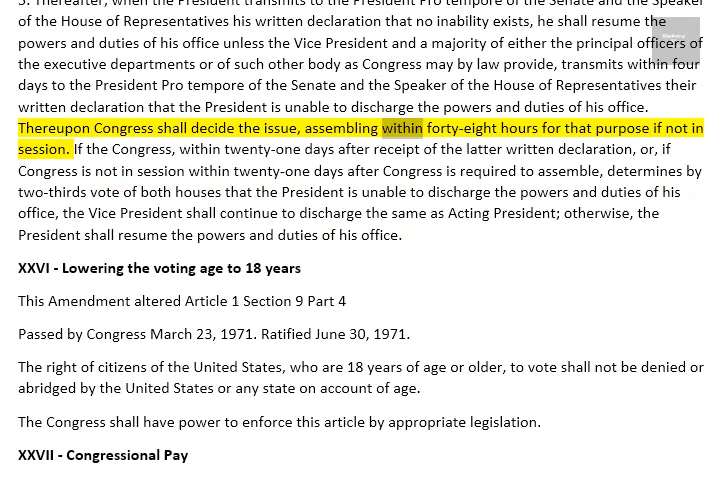 3. Thereafter, when the President transmits to the President Pro tempore of the Senate and the Speaker
of the House of Representatives his written declaration that no inability exists, he shall resume the
powers and duties of his office unless the Vice President and a majority of either the principal officers of
the executive departments or of such other body as Congress may by law provide, transmits within four
days to the President Pro tempore of the Senate and the Speaker of the House of Representatives their
written declaration that the President is unable to discharge the powers and duties of his office.
Thereupon Congress shall decide the issue, assembling within forty-eight hours for that purpose if not in
session. If the Congress, within twenty-one days after receipt of the latter written declaration, or, if
Congress is not in session within twenty-one days after Congress is required to assemble, determines by
two-thirds vote of both houses that the President is unable to discharge the powers and duties of his
office, the Vice President shall continue to discharge the same as Acting President; otherwise, the
President shall resume the powers and duties of his office.
XXVI - Lowering the voting age to 18 years
This Amendment altered Article 1 Section 9 Part 4
Passed by Congress March 23, 1971. Ratified June 30, 1971.
The right of citizens of the United States, who are 18 years of age or older, to vote shall not be denied or
abridged by the United States or any state on account of age.
The Congress shall have power to enforce this article by appropriate legislation.
XXVII - Congressional Pay